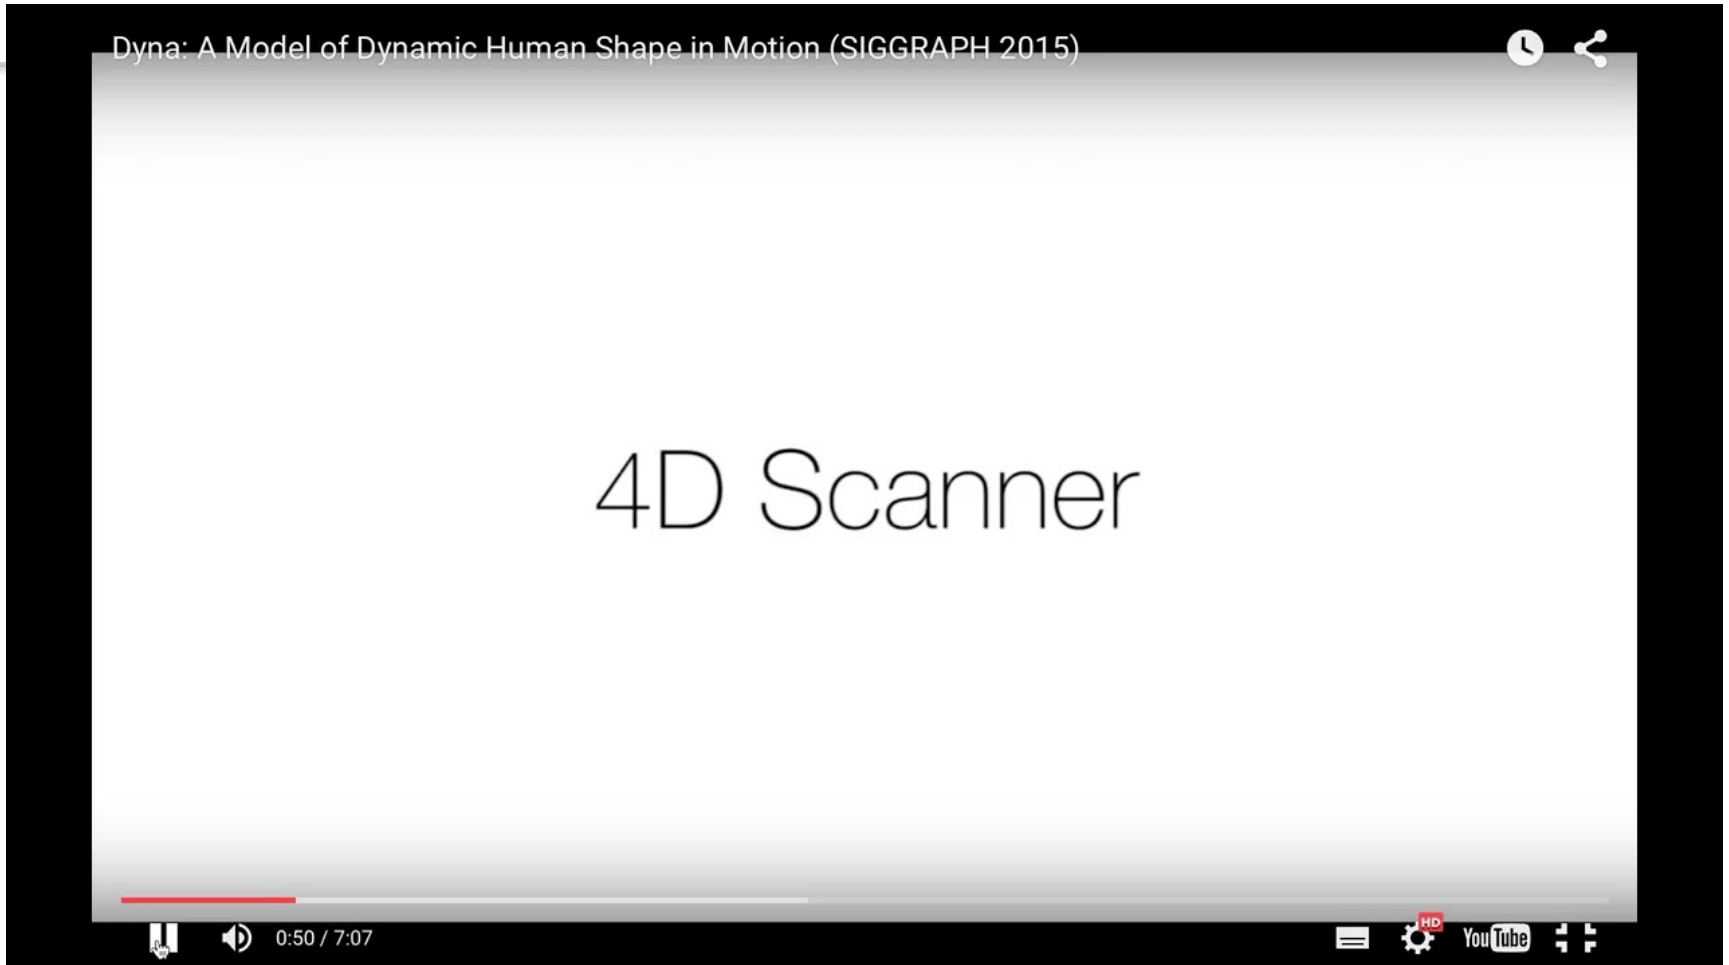 Dyna: A Model of Dynamic Human Shape in Motion (SIGGRAPH 2015)
4D Scanner
HD
0:50 / 7:07
YouTube